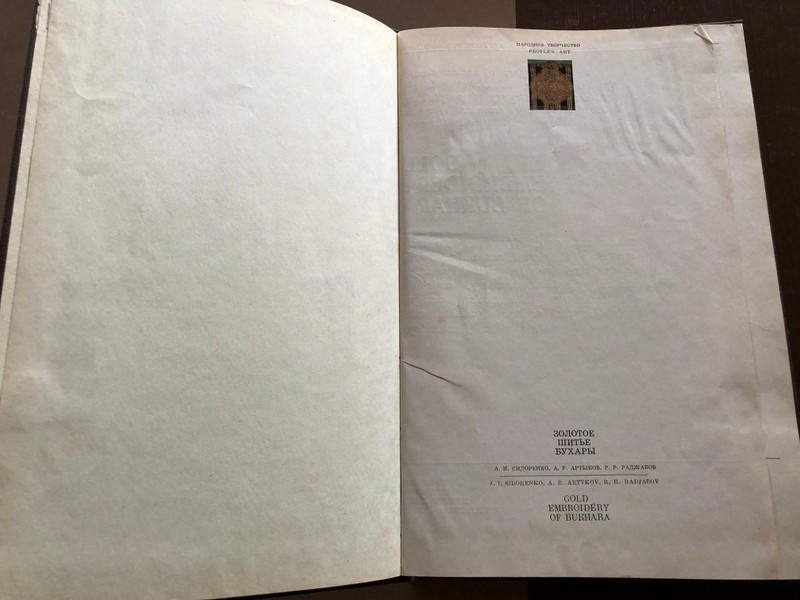 НАРОДНОЕ ТВОРЧЕСТВО
PEOPLE'S ART
ЗОЛОТОЕ
ШИТЬЕ
БУХАРЫ
А. И. СИДОРЕНКО, А. Р. АРТЫКОВ, Р. Р. РАДЖАБОВ
A. I. SIDORENKO, A. R. ARTYKOV, R. R. RADJABOV
GOLD
EMBROIDERY
OF BUKHARA